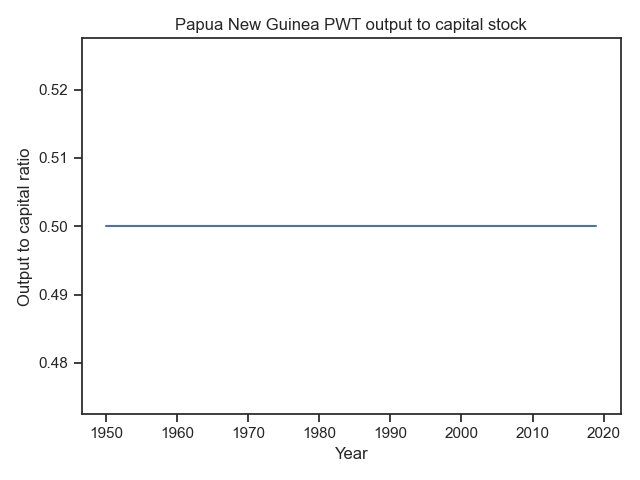 Papua New Guinea PWT output to capital stock
Output to capital ratio
0.52
0.51
0.50
0.49
0.48
1950 1960 1970 1980 1990 2000 2010 2020
Year